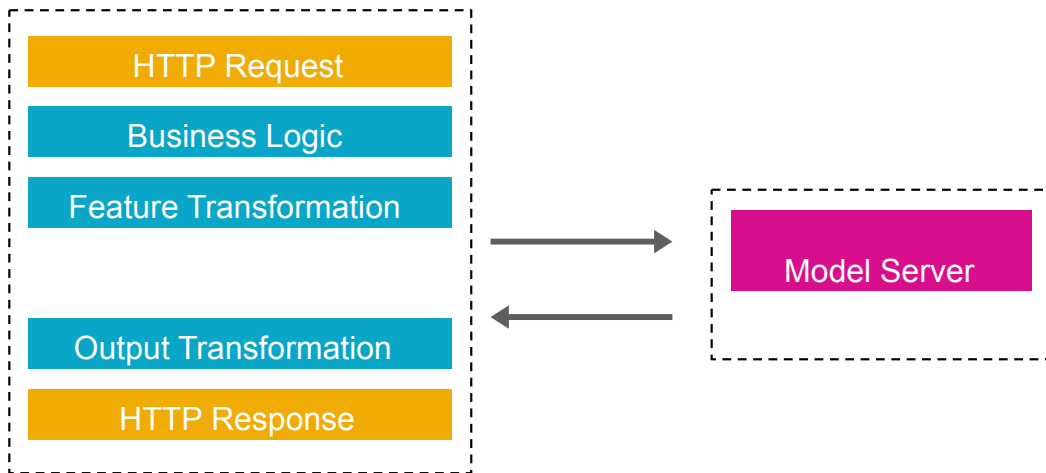 HTTP Request
Business Logic
Feature Transformation
Model Server
Output Transformation
HTTP Response